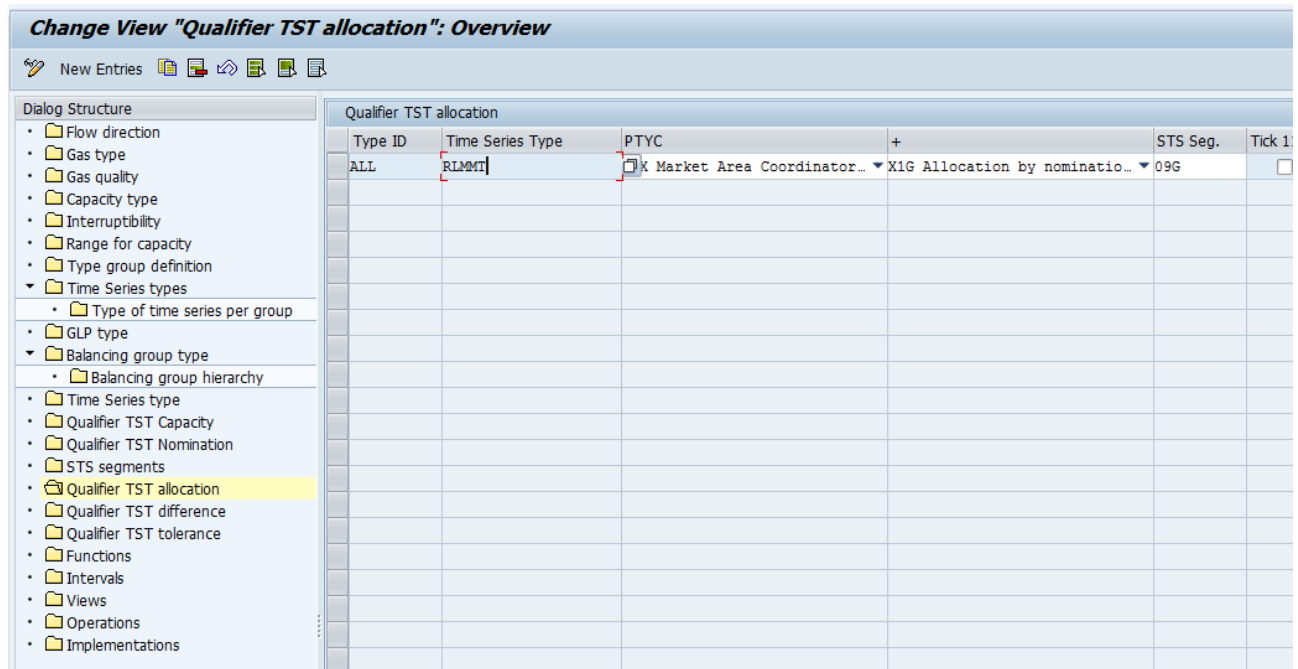 Change View "Qualifier TST allocation": Overview
New Entries
Dialog Structure
Flow direction
Gas type
Gas quality
Capacity type
Interruptibility
Range for capacity
Type group definition
Time Series types
Type of time series per group
GLP type
Balancing group type
Balancing group hierarchy
Time Series type
Qualifier TST Capacity
Qualifier TST Nomination
STS segments
Qualifier TST allocation
Qualifier TST difference
Qualifier TST tolerance
Functions
Intervals
Views
Operations
Implementations
Qualifier TST allocation
Type ID Time Series Type PTYC + STS Seg. Tick 1
ALL RLMMT X Market Area Coordinator… X1G Allocation by nominatio… 09G